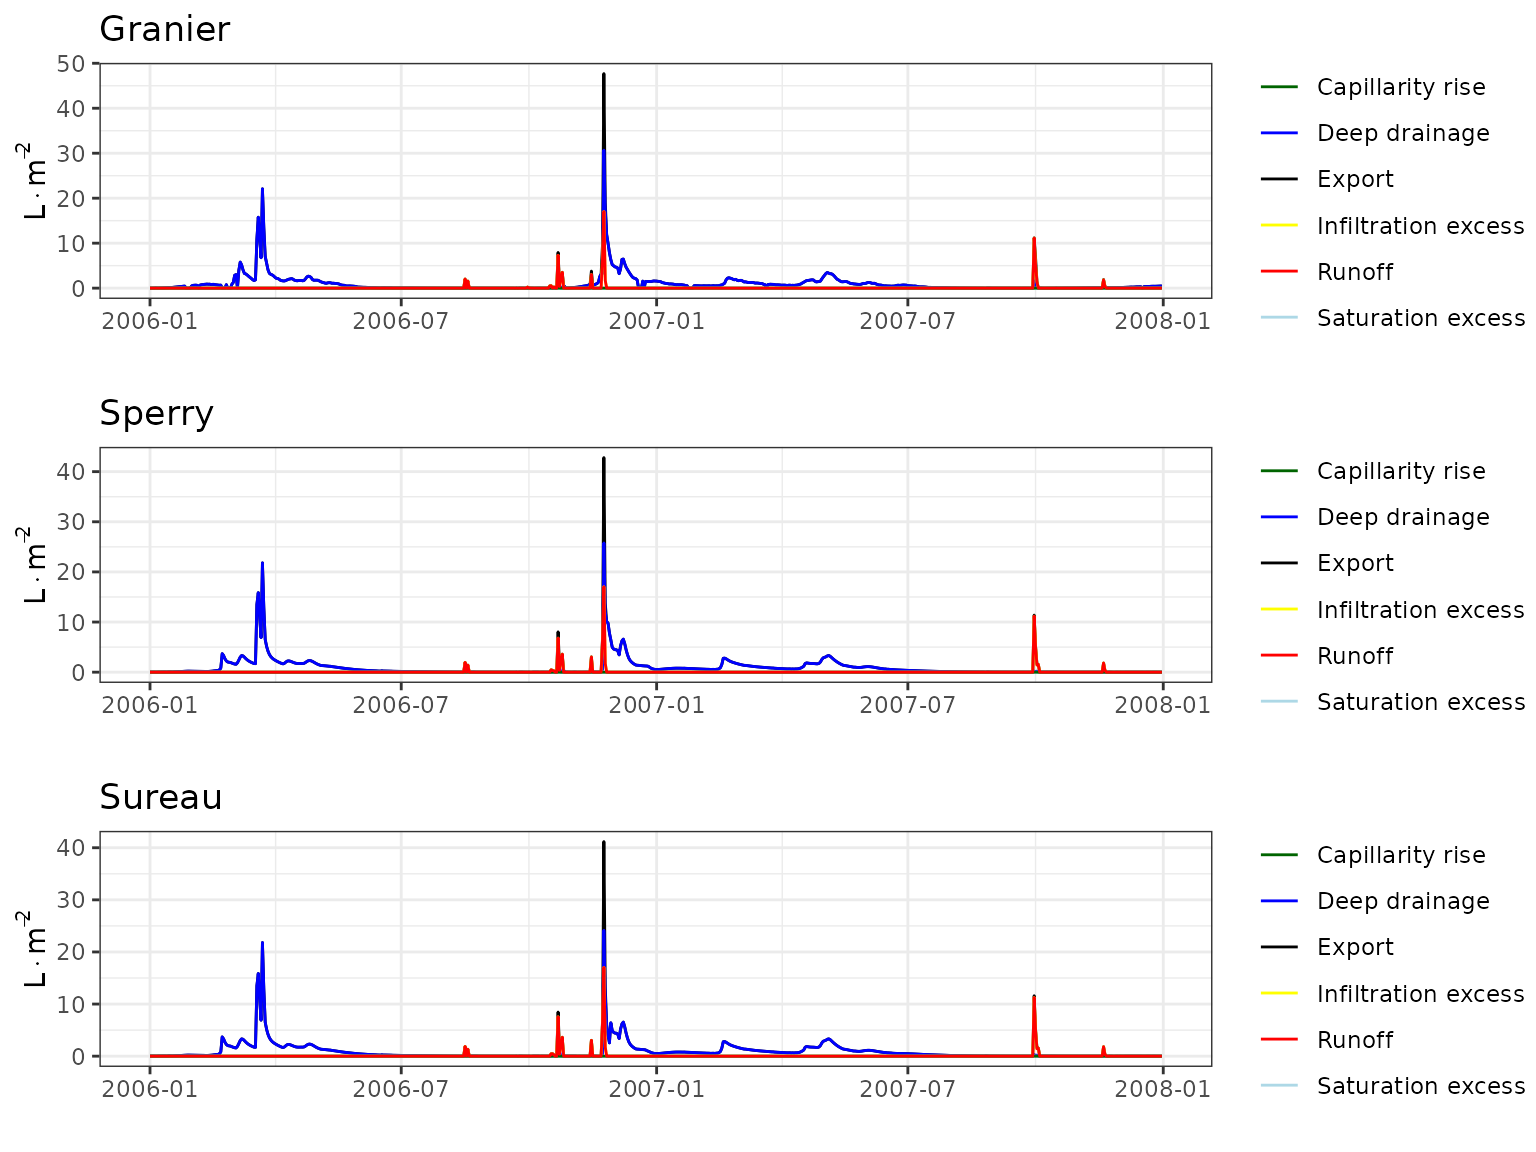 Granier
50
40
30
20
10
0
L · m⁻²
2006-01 2006-07 2007-01 2007-07 2008-01
Capillarity rise
Deep drainage
Export
Infiltration excess
Runoff
Saturation excess
Sperry
40
30
20
10
0
L · m⁻²
2006-01 2006-07 2007-01 2007-07 2008-01
Capillarity rise
Deep drainage
Export
Infiltration excess
Runoff
Saturation excess
Sureau
40
30
20
10
0
L · m⁻²
2006-01 2006-07 2007-01 2007-07 2008-01
Capillarity rise
Deep drainage
Export
Infiltration excess
Runoff
Saturation excess